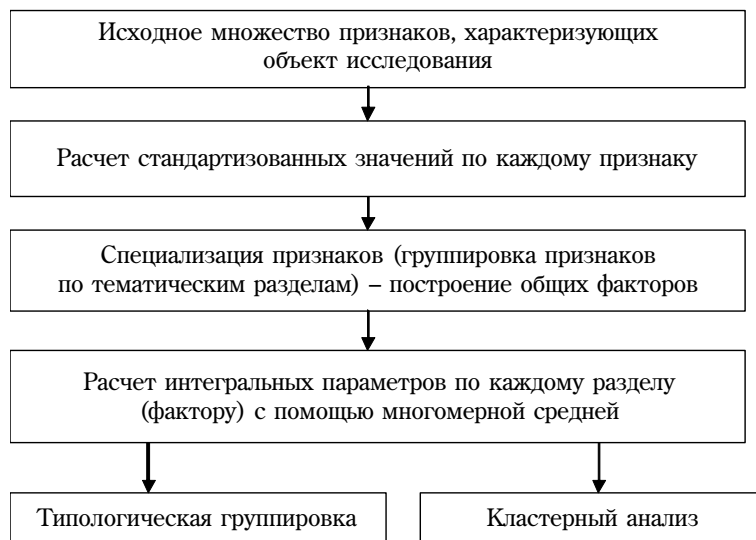 Исходное множество признаков, характеризующих
объект исследования
Расчет стандартизованных значений по каждому признаку
Специализация признаков (группировка признаков
по тематическим разделам) – построение общих факторов
Расчет интегральных параметров по каждому разделу
(фактору) с помощью многомерной средней
Типологическая группировка
Кластерный анализ